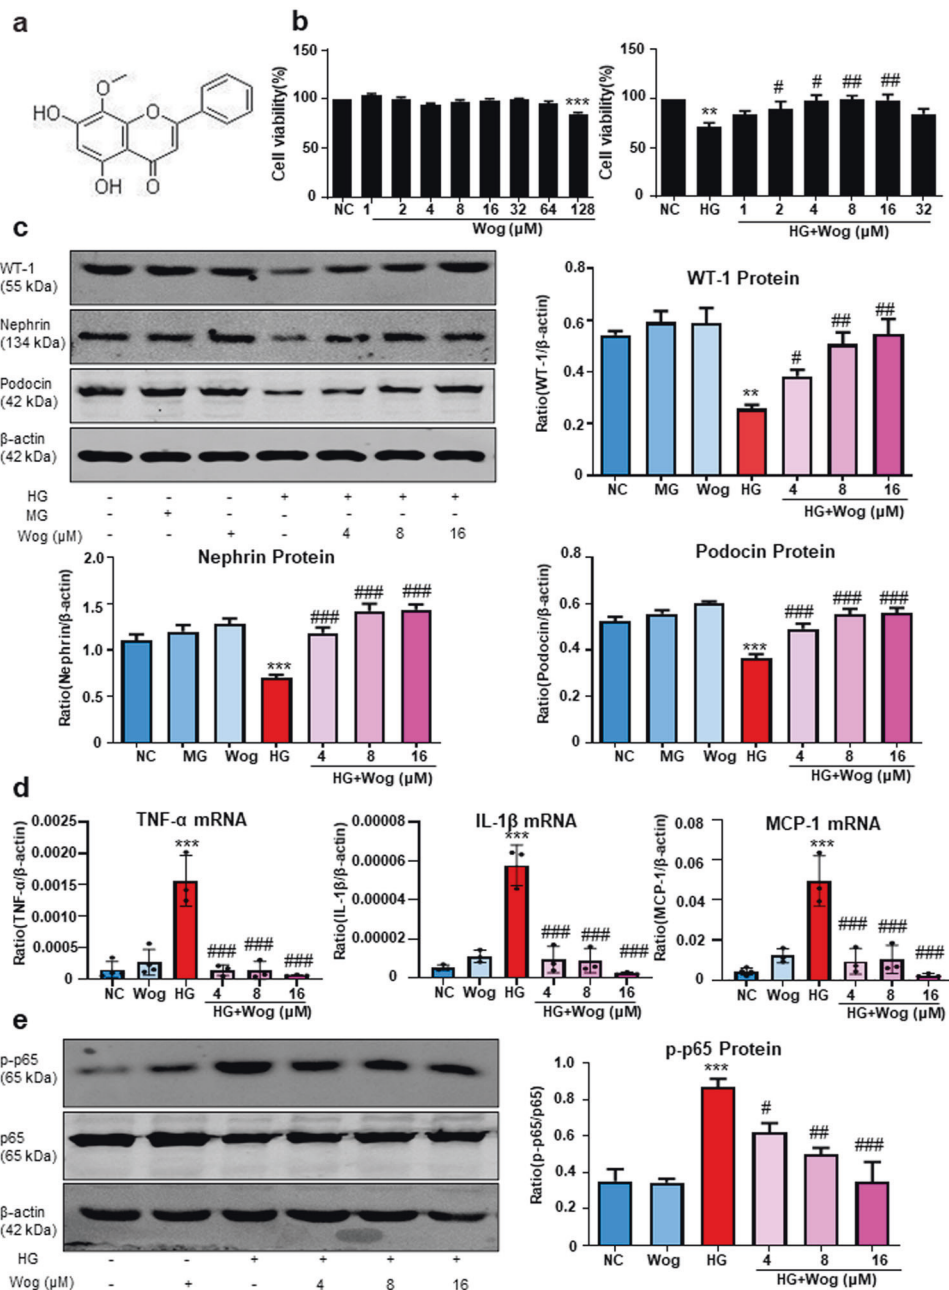 a
O
HO
O
OH
O
b
Cell viability(%)
150
100
50
0
NC 1 2 4 8 16 32 64 128
Wog (μM)
***
Cell viability(%)
150
100
50
0
** # # ## ##
NC HG 1 2 4 8 16 32
HG+Wog (μM)
c
WT-1
(55 kDa)
Nephrin
(134 kDa)
Podocin
(42 kDa)
β-actin
(42 kDa)
HG - - - + + + +
MG - + - - - - -
Wog (μM) - - + - 4 8 16
WT-1 Protein
Ratio(WT-1/β-actin)
0.8
0.6
0.4
0.2
0
** # ## ##
NC MG Wog HG 4 8 16
HG+Wog (μM)
Nephrin Protein
Ratio(Nephrin/β-actin)
2.0
1.5
1.0
0.5
0
*** ### ### ###
NC MG Wog HG 4 8 16
HG+Wog (μM)
Podocin Protein
Ratio(Podocin/β-actin)
0.8
0.6
0.4
0.2
0
*** ### ### ###
NC MG Wog HG 4 8 16
HG+Wog (μM)
d
TNF-α mRNA
Ratio(TNF-α/β-actin)
0.0025
0.0020
0.0015
0.0010
0.0005
0
*** ### ### ###
NC Wog HG 4 8 16
HG+Wog (μM)
IL-1β mRNA
Ratio(IL-1β/β-actin)
0.00008
0.00006
0.00004
0.00002
0
*** ### ### ###
NC Wog HG 4 8 16
HG+Wog (μM)
MCP-1 mRNA
Ratio(MCP-1/β-actin)
0.08
0.06
0.04
0.02
0
*** ### ### ###
NC Wog HG 4 8 16
HG+Wog (μM)
e
p-p65
(65 kDa)
p65
(65 kDa)
β-actin
(42 kDa)
HG - - + + + +
Wog (μM) - + - 4 8 16
p-p65 Protein
Ratio(p-p65/p65)
1.0
0.8
0.6
0.4
0.2
0
*** # ## ###
NC Wog HG 4 8 16
HG+Wog (μM)